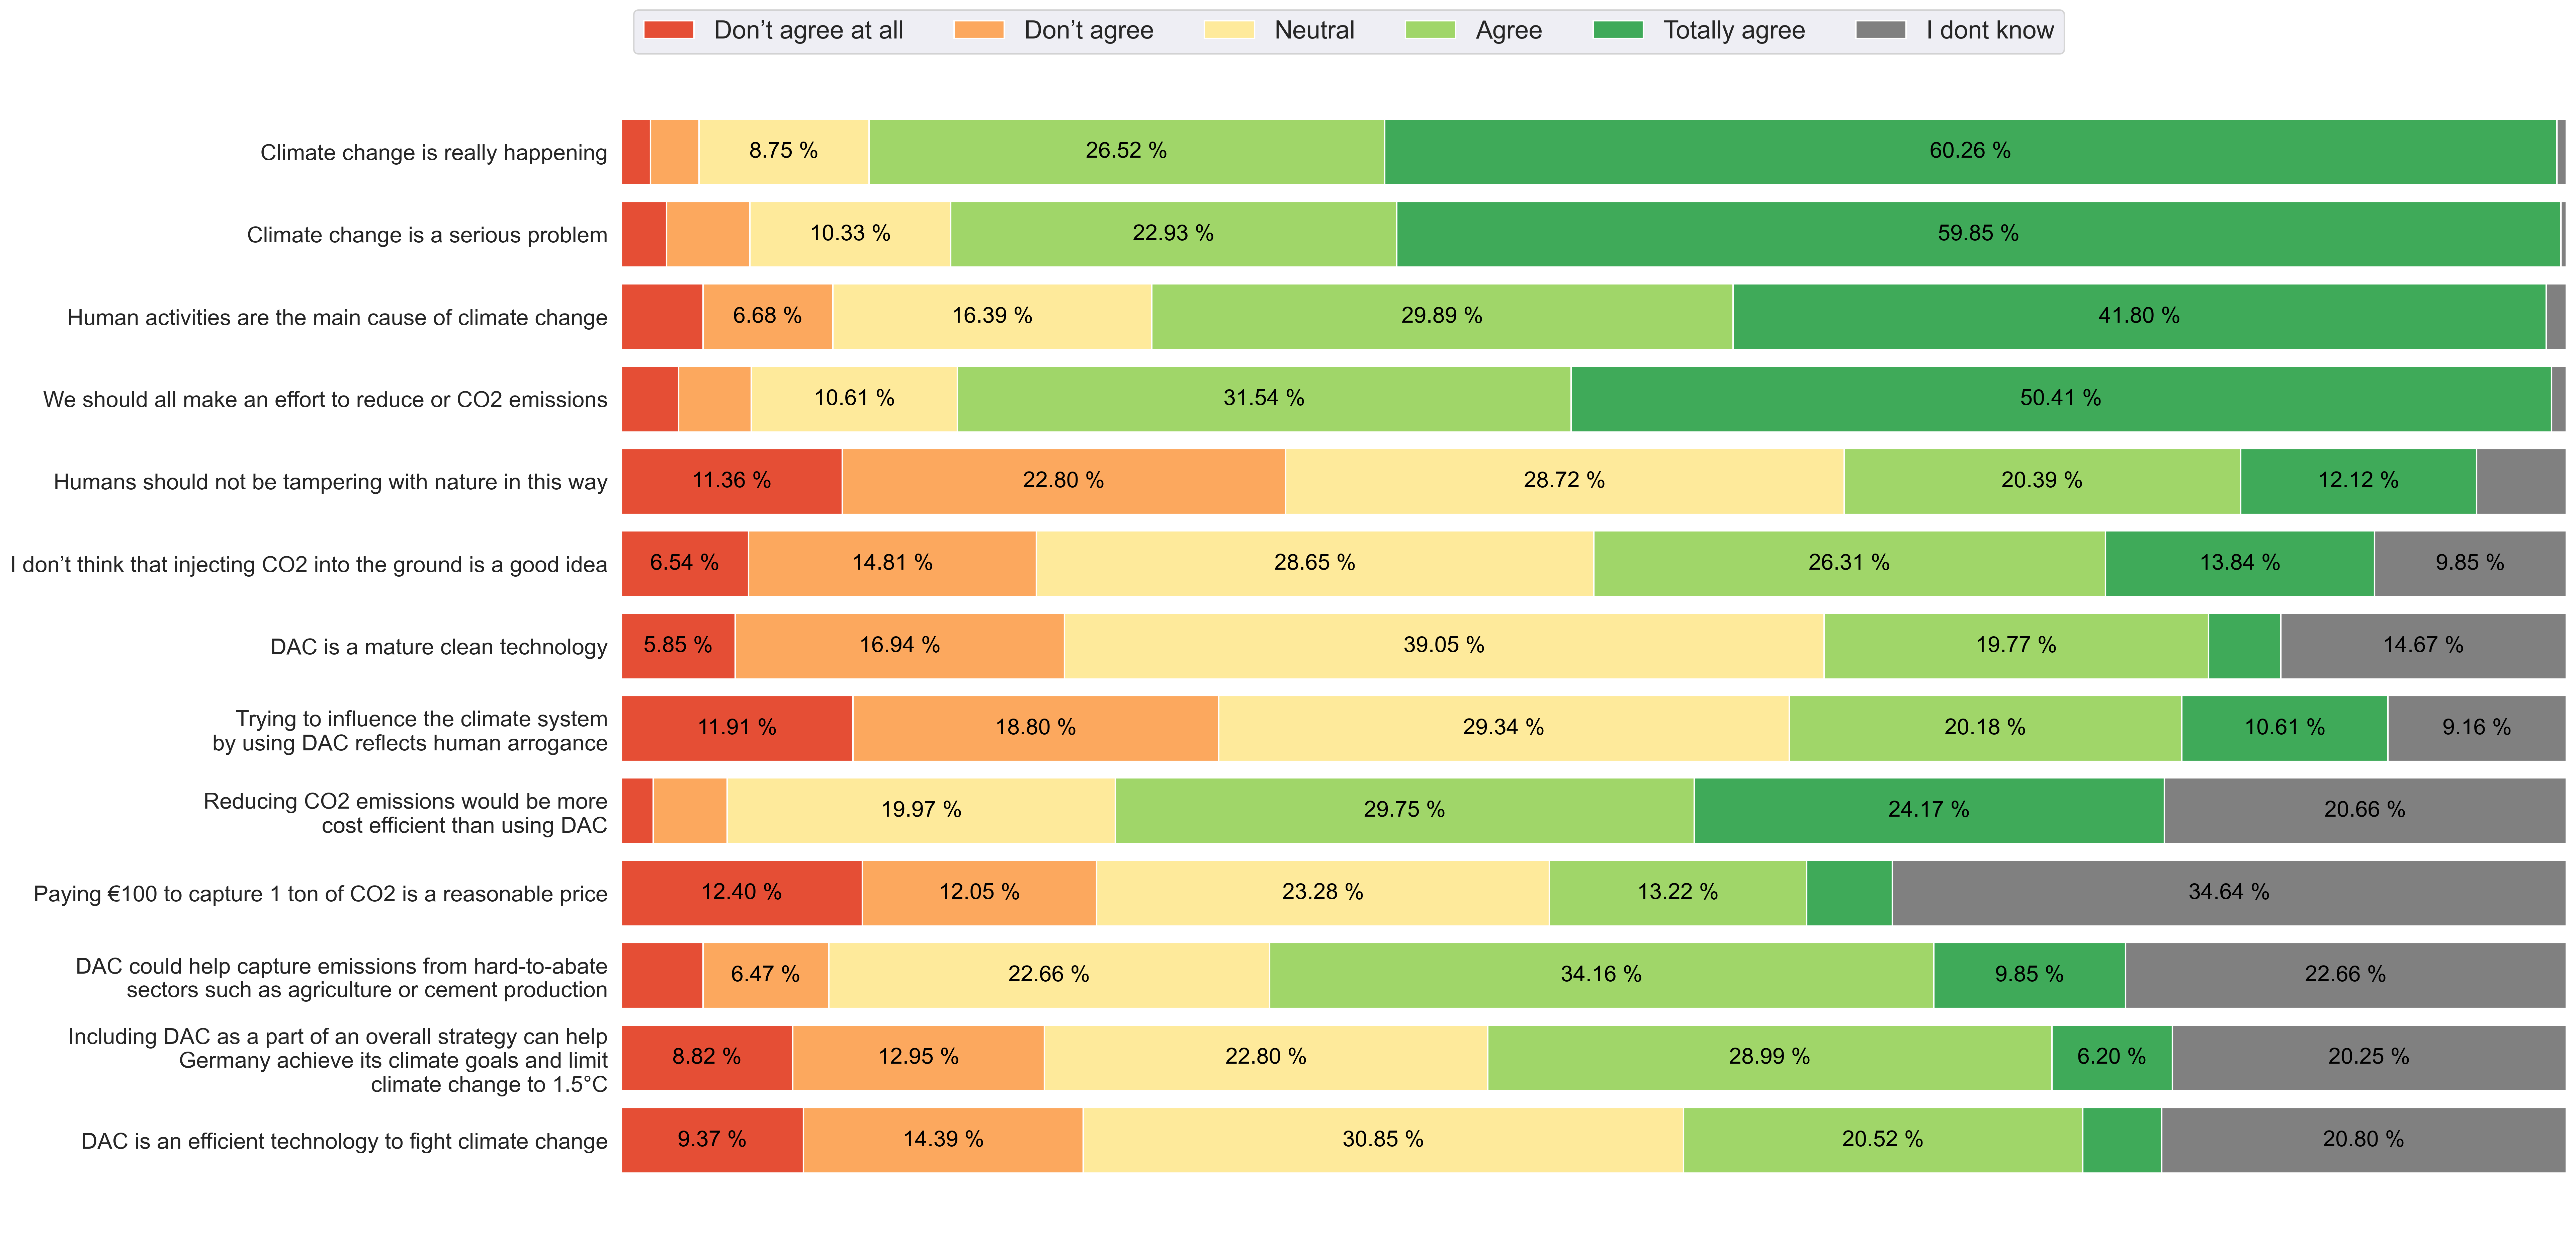 Don’t agree at all Don’t agree Neutral Agree Totally agree I dont know
Climate change is really happening 8.75 % 26.52 % 60.26 %
Climate change is a serious problem 10.33 % 22.93 % 59.85 %
Human activities are the main cause of climate change 6.68 % 16.39 % 29.89 % 41.80 %
We should all make an effort to reduce or CO2 emissions 10.61 % 31.54 % 50.41 %
Humans should not be tampering with nature in this way 11.36 % 22.80 % 28.72 % 20.39 % 12.12 %
I don’t think that injecting CO2 into the ground is a good idea 6.54 % 14.81 % 28.65 % 26.31 % 13.84 % 9.85 %
DAC is a mature clean technology 5.85 % 16.94 % 39.05 % 19.77 % 14.67 %
Trying to influence the climate system
by using DAC reflects human arrogance
11.91 % 18.80 % 29.34 % 20.18 % 10.61 % 9.16 %
Reducing CO2 emissions would be more
cost efficient than using DAC
19.97 % 29.75 % 24.17 % 20.66 %
Paying €100 to capture 1 ton of CO2 is a reasonable price 12.40 % 12.05 % 23.28 % 13.22 % 34.64 %
DAC could help capture emissions from hard-to-abate
sectors such as agriculture or cement production
6.47 % 22.66 % 34.16 % 9.85 % 22.66 %
Including DAC as a part of an overall strategy can help
Germany achieve its climate goals and limit
climate change to 1.5°C
8.82 % 12.95 % 22.80 % 28.99 % 6.20 % 20.25 %
DAC is an efficient technology to fight climate change 9.37 % 14.39 % 30.85 % 20.52 % 20.80 %